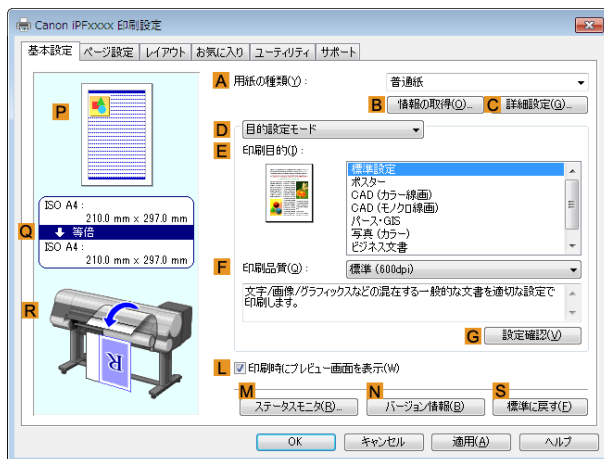 Canon iPFxxxx 印刷設定
基本設定 ページ設定 レイアウト お気に入り ユーティリティ サポート
A 用紙の種類(Y): 普通紙
B 情報の取得(O)... C 詳細設定(G)...
P
D 目的設定モード
E 印刷目的(I):
標準設定
ポスター
CAD (カラー線画)
CAD (モノクロ線画)
パース・GIS
写真 (カラー)
ビジネス文書
ISO A4 :
210.0 mm x 297.0 mm
Q 等倍
ISO A4 :
210.0 mm x 297.0 mm
F 印刷品質(Q): 標準 (600dpi)
文字/画像/グラフィックスなどの混在する一般的な文書を適切な設定で
印刷します。
R
R
G 設定確認(V)
L 印刷時にプレビュー画面を表示(W)
M N S
ステータスモニタ(R)... バージョン情報(B) 標準に戻す(F)
OK キャンセル 適用(A) ヘルプ